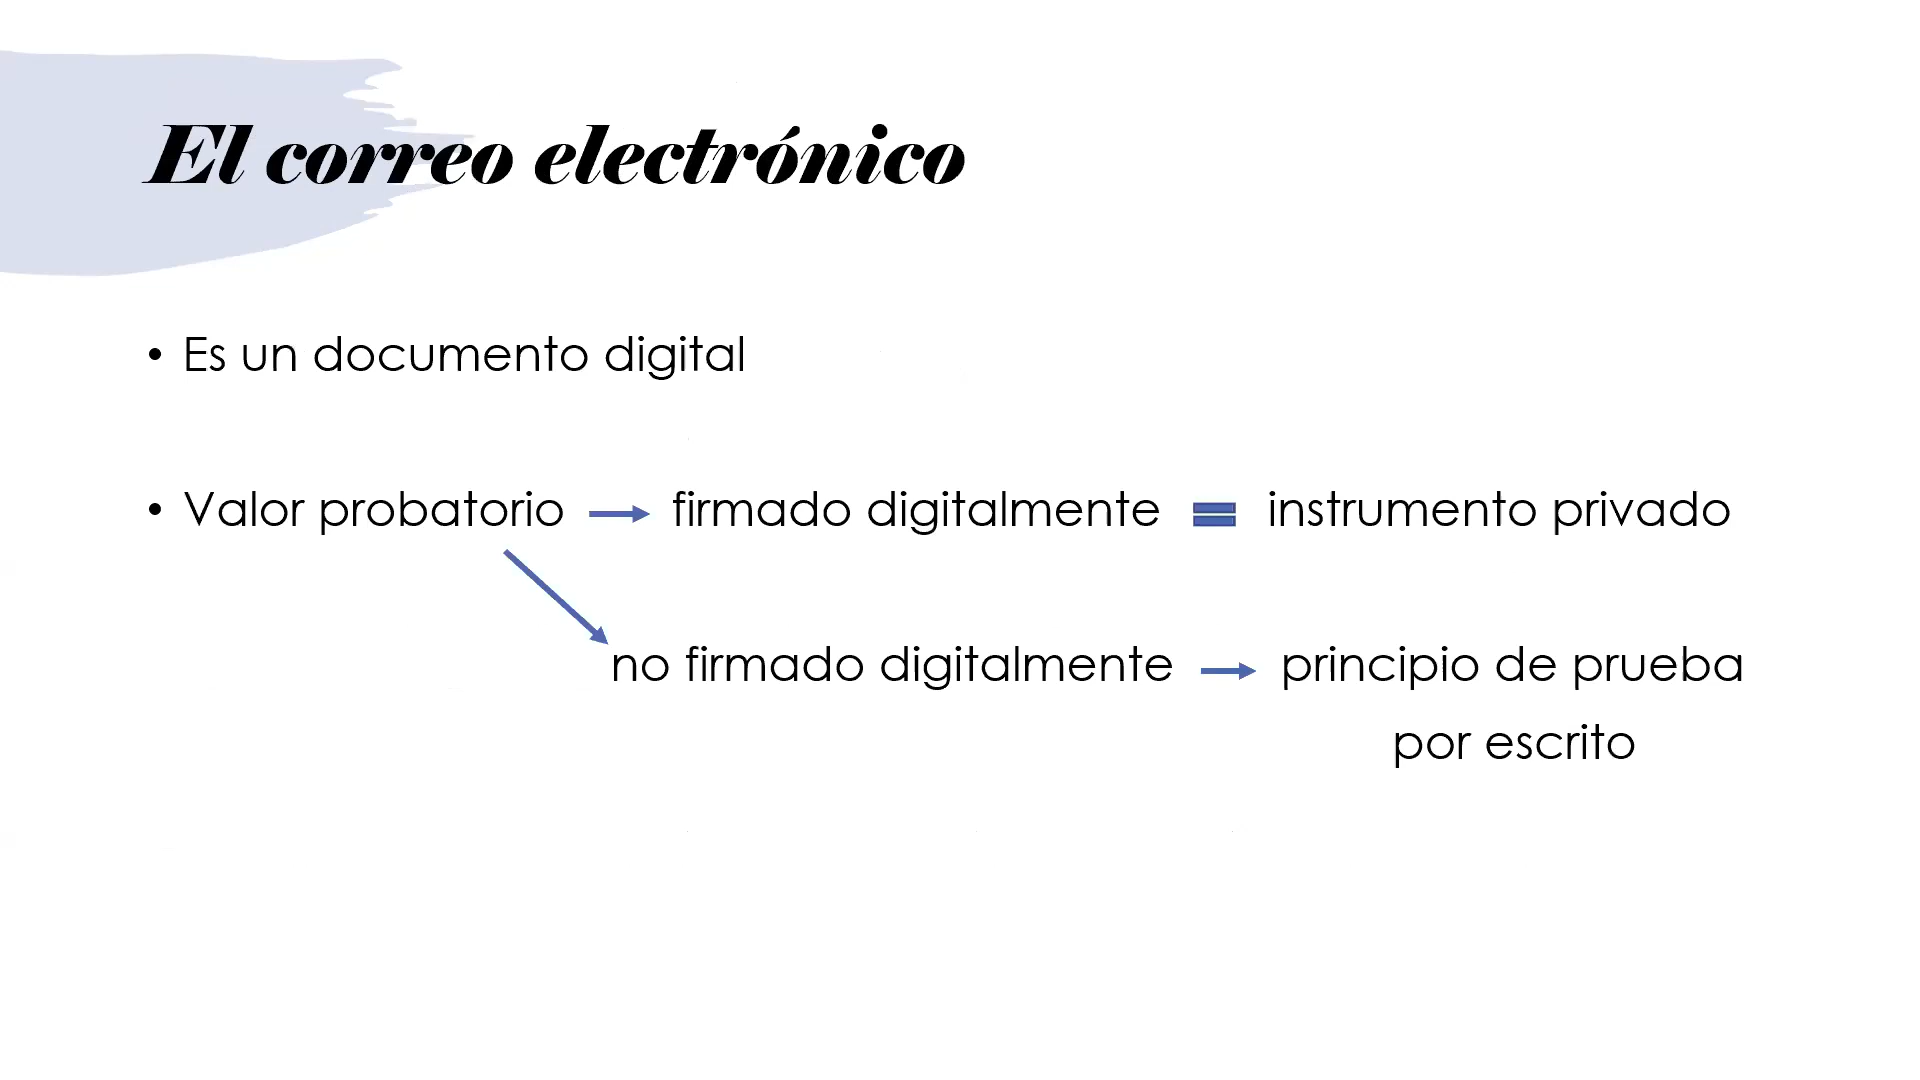 El correo electrónico
• Es un documento digital
• Valor probatorio firmado digitalmente instrumento privado
no firmado digitalmente principio de prueba
por escrito